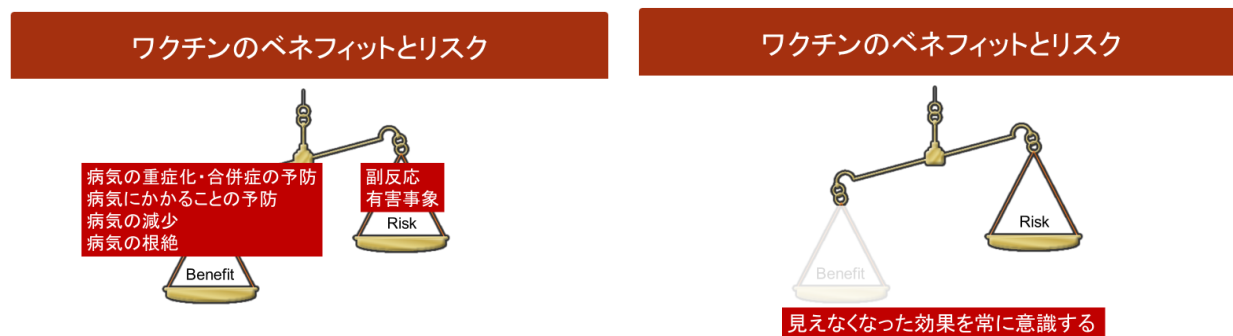 ワクチンのベネフィットとリスク
病気の重症化・合併症の予防
病気にかかることの予防
病気の減少
病気の根絶
副反応
有害事象
Risk
Benefit
ワクチンのベネフィットとリスク
Risk
Benefit
見えなくなった効果を常に意識する